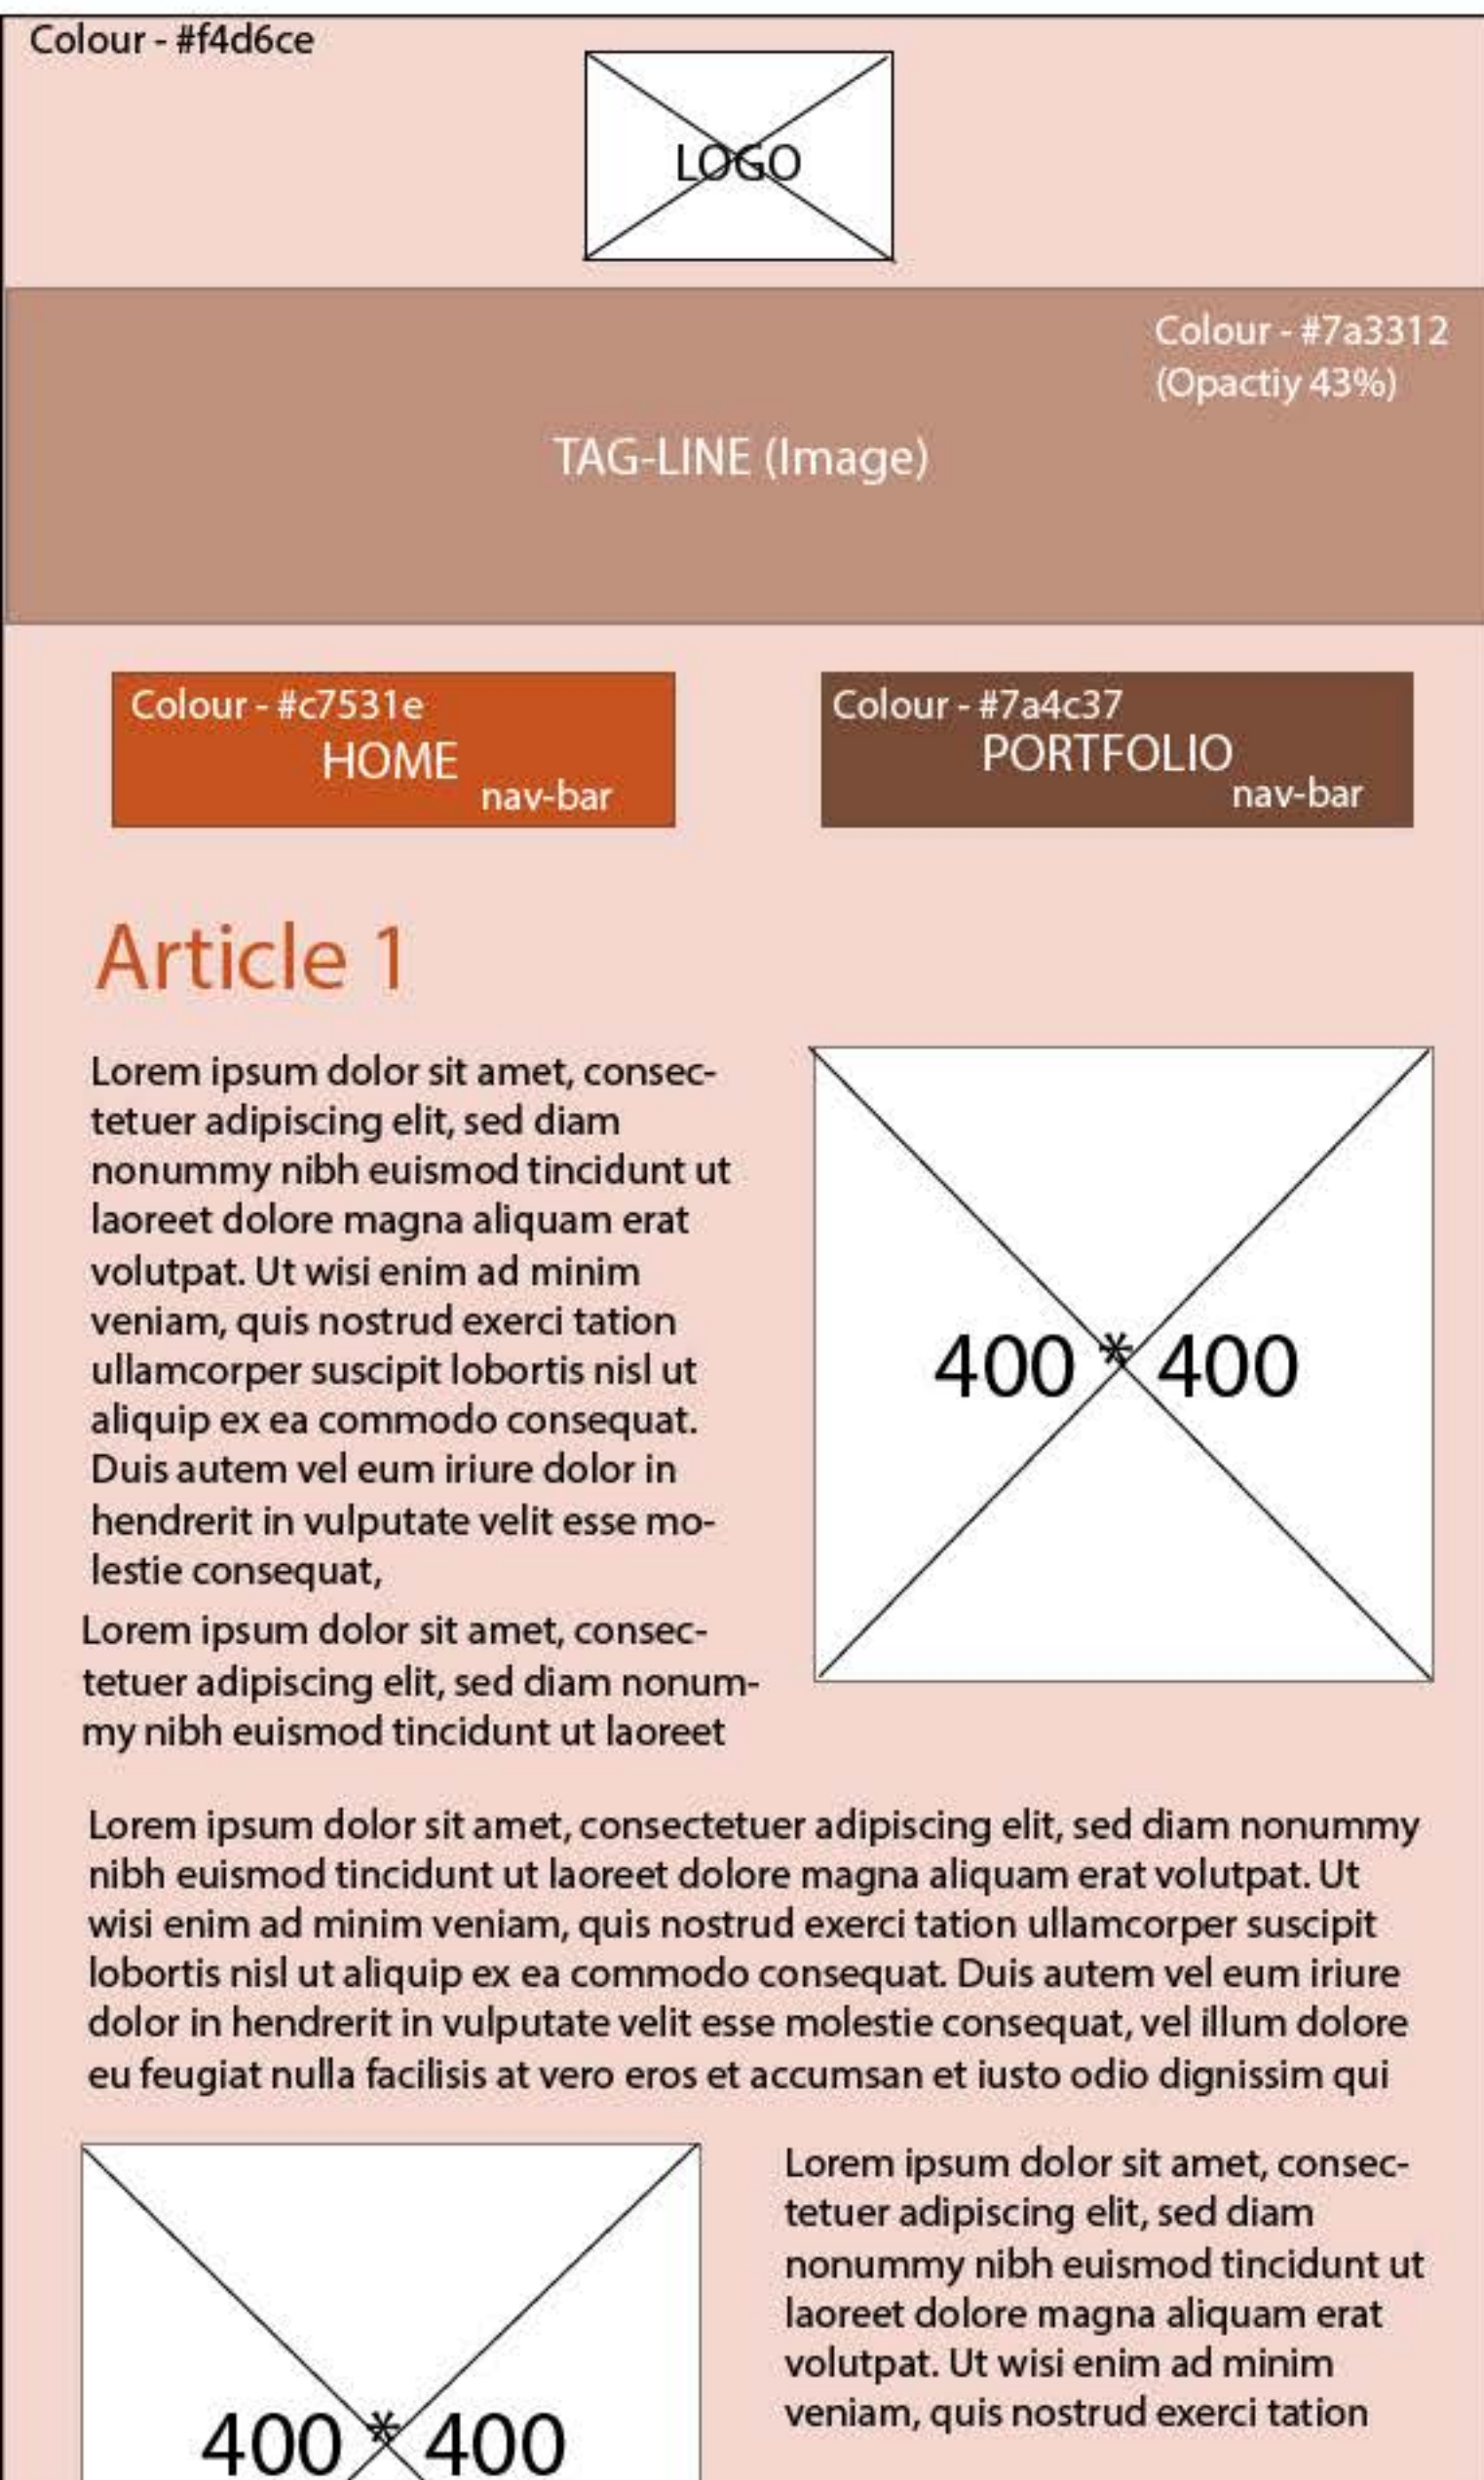 Colour - #f4d6ce
LOGO
Colour - #7a3312
(Opactiy 43%)
TAG-LINE (Image)
Colour - #c7531e
HOME
nav-bar
Colour - #7a4c37
PORTFOLIO
nav-bar
Article 1
Lorem ipsum dolor sit amet, consec-
tetuer adipiscing elit, sed diam
nonummy nibh euismod tincidunt ut
laoreet dolore magna aliquam erat
volutpat. Ut wisi enim ad minim
veniam, quis nostrud exerci tation
ullamcorper suscipit lobortis nisl ut
aliquip ex ea commodo consequat.
Duis autem vel eum iriure dolor in
hendrerit in vulputate velit esse mo-
lestie consequat,
Lorem ipsum dolor sit amet, consec-
tetuer adipiscing elit, sed diam nonum-
my nibh euismod tincidunt ut laoreet
400 * 400
Lorem ipsum dolor sit amet, consectetuer adipiscing elit, sed diam nonummy
nibh euismod tincidunt ut laoreet dolore magna aliquam erat volutpat. Ut
wisi enim ad minim veniam, quis nostrud exerci tation ullamcorper suscipit
lobortis nisl ut aliquip ex ea commodo consequat. Duis autem vel eum iriure
dolor in hendrerit in vulputate velit esse molestie consequat, vel illum dolore
eu feugiat nulla facilisis at vero eros et accumsan et iusto odio dignissim qui
400 * 400
Lorem ipsum dolor sit amet, consec-
tetuer adipiscing elit, sed diam
nonummy nibh euismod tincidunt ut
laoreet dolore magna aliquam erat
volutpat. Ut wisi enim ad minim
veniam, quis nostrud exerci tation